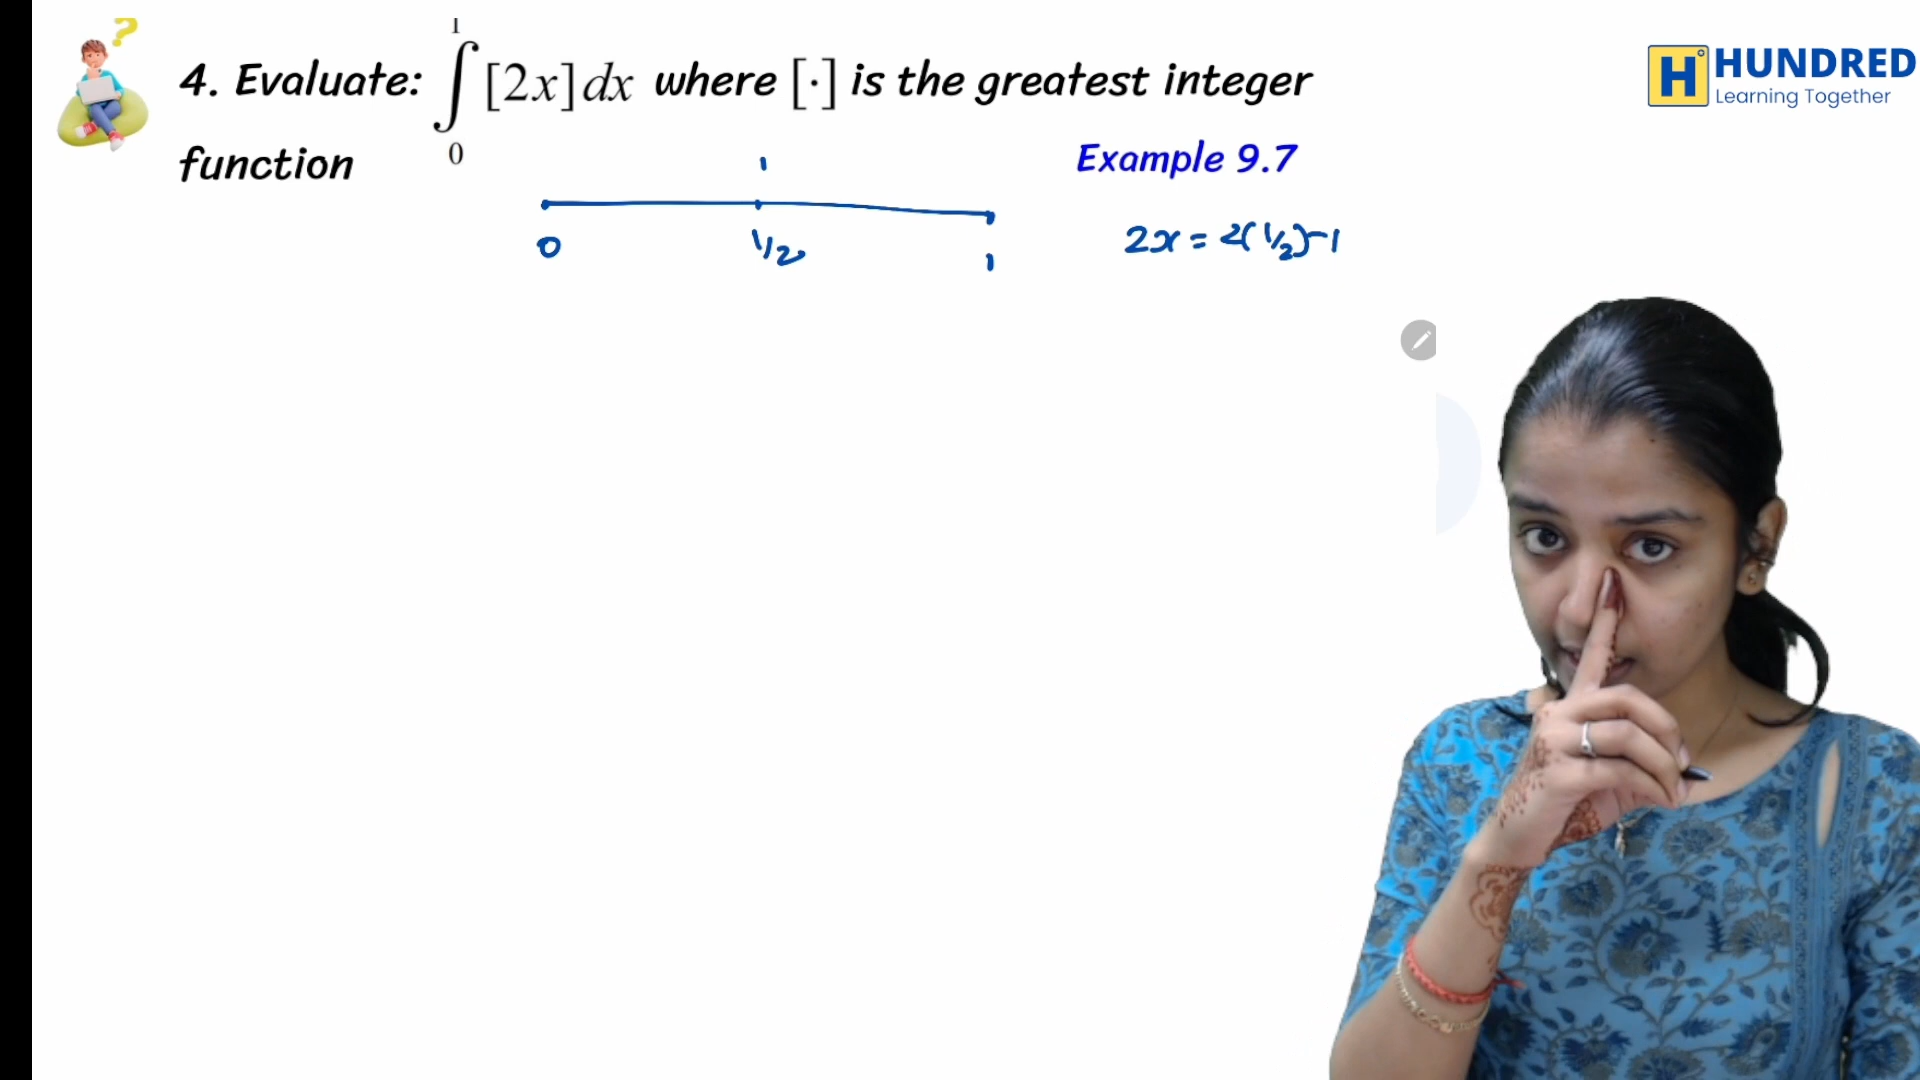 4. Evaluate: ∫₀¹ [2x] dx where [·] is the greatest integer
function
Example 9.7
HUNDRED
Learning Together
1
0 1/2 1
2x = 2(1/2) - 1